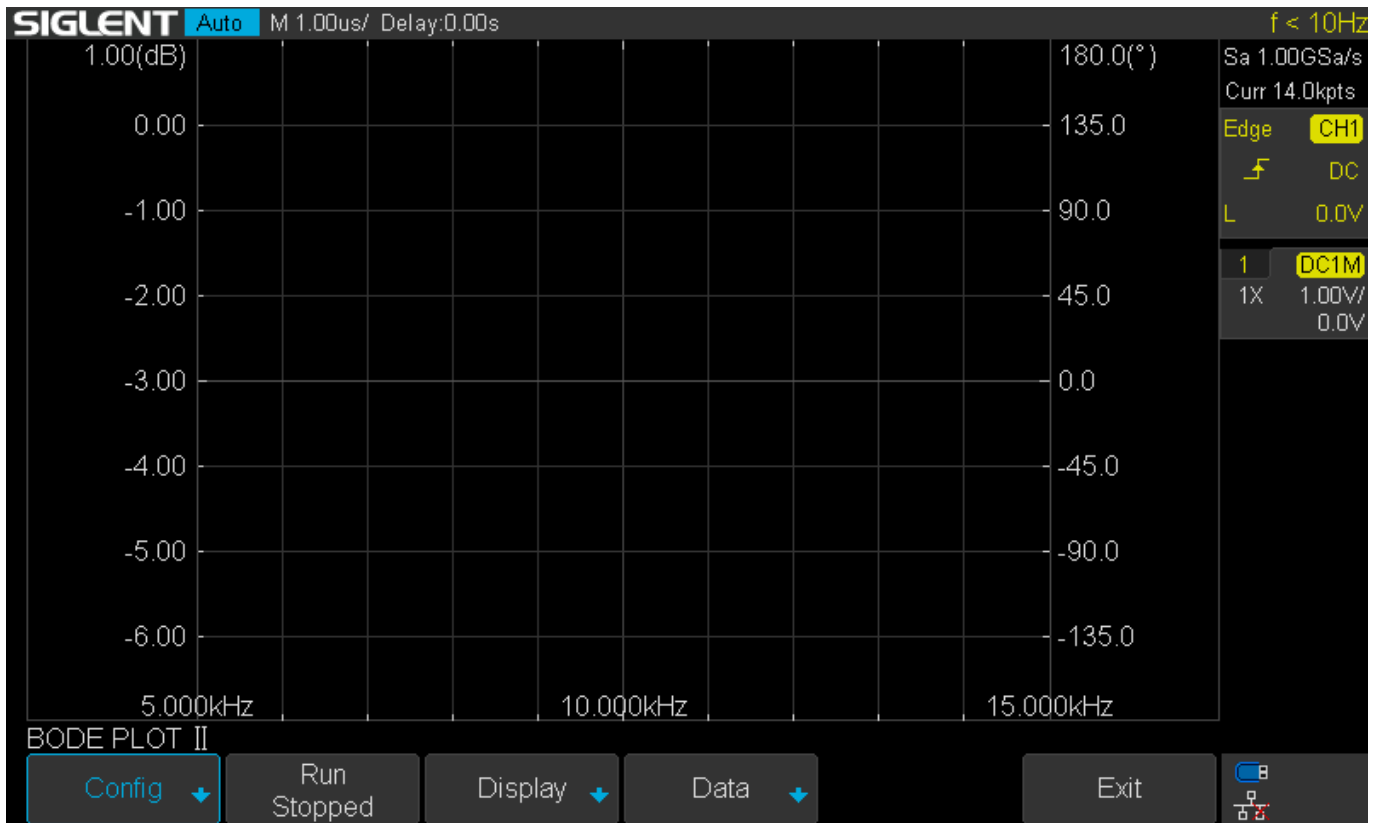 SIGLENT Auto M 1.00us/ Delay:0.00s f < 10Hz
1.00(dB) 180.0(°) Sa 1.00GSa/s
Curr 14.0kpts
0.00 135.0 Edge CH1
DC
-1.00 90.0 L 0.0V
1 DC1M
-2.00 45.0 1X 1.00V/
0.0V
-3.00 0.0
-4.00 -45.0
-5.00 -90.0
-6.00 -135.0
5.000kHz 10.000kHz 15.000kHz
BODE PLOT II
Config Run Display Data Exit
Stopped